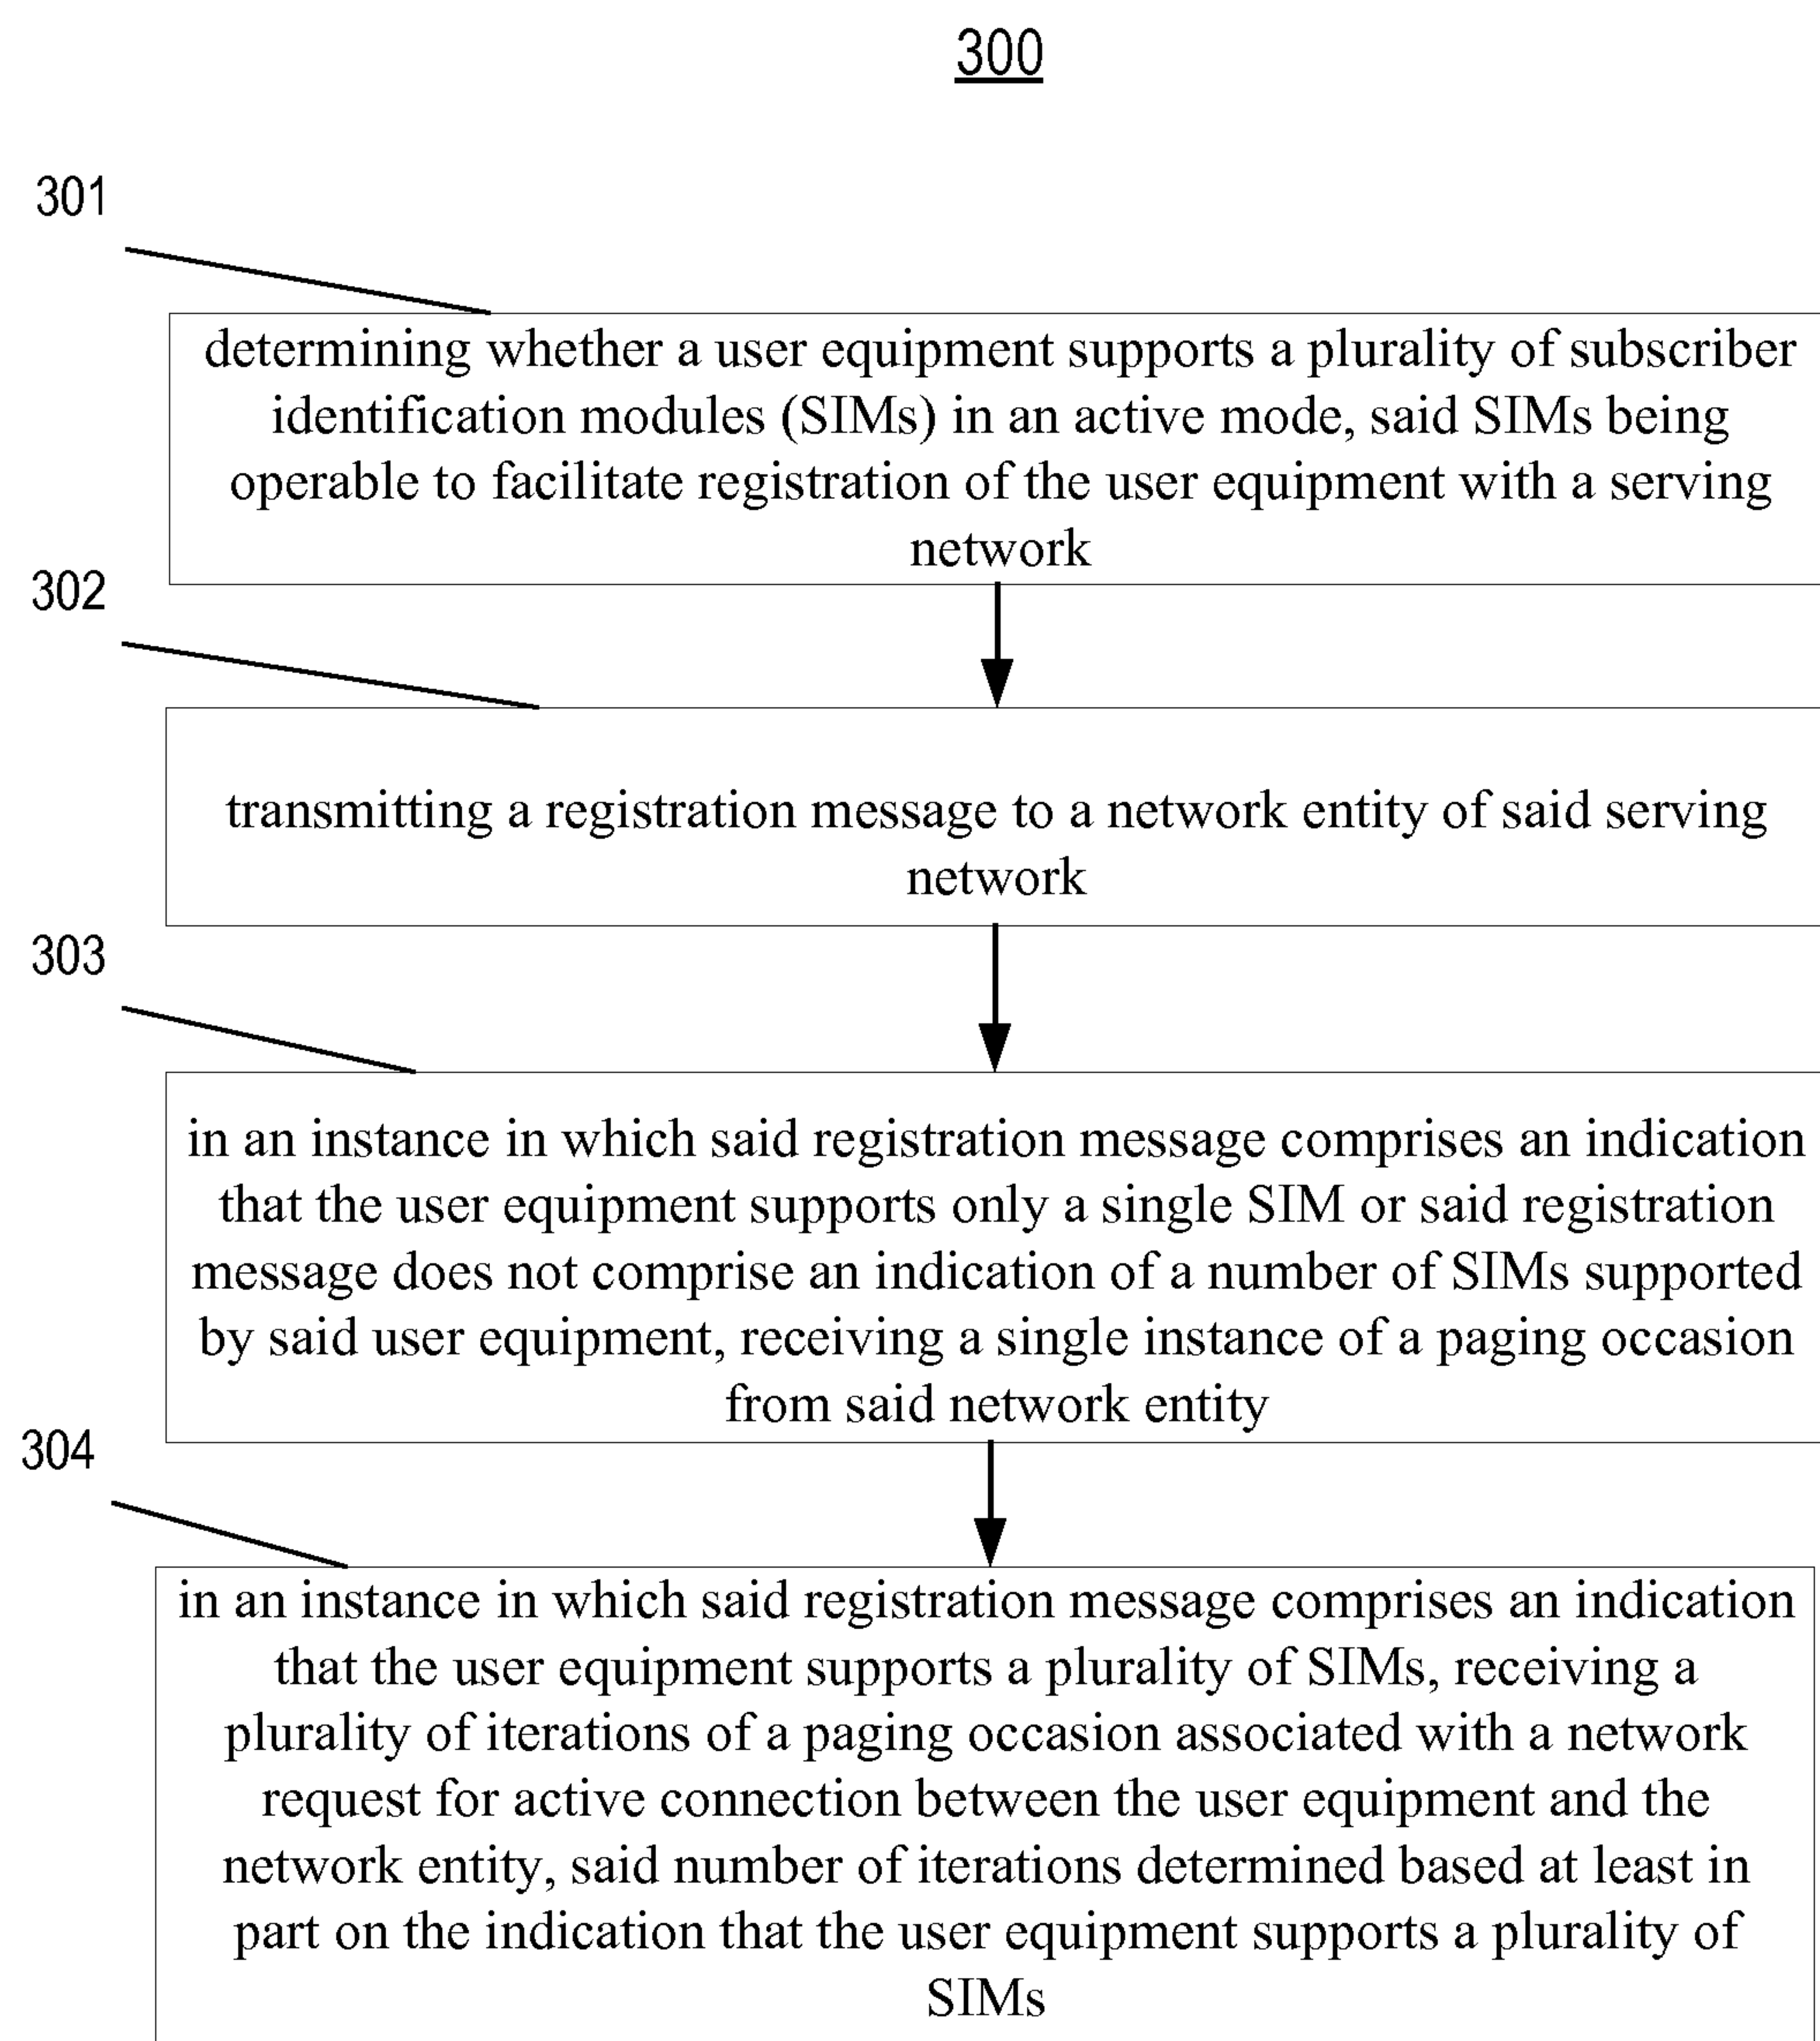 300
301
determining whether a user equipment supports a plurality of subscriber
identification modules (SIMs) in an active mode, said SIMs being
operable to facilitate registration of the user equipment with a serving
network
302
transmitting a registration message to a network entity of said serving
network
303
in an instance in which said registration message comprises an indication
that the user equipment supports only a single SIM or said registration
message does not comprise an indication of a number of SIMs supported
by said user equipment, receiving a single instance of a paging occasion
from said network entity
304
in an instance in which said registration message comprises an indication
that the user equipment supports a plurality of SIMs, receiving a
plurality of iterations of a paging occasion associated with a network
request for active connection between the user equipment and the
network entity, said number of iterations determined based at least in
part on the indication that the user equipment supports a plurality of
SIMs